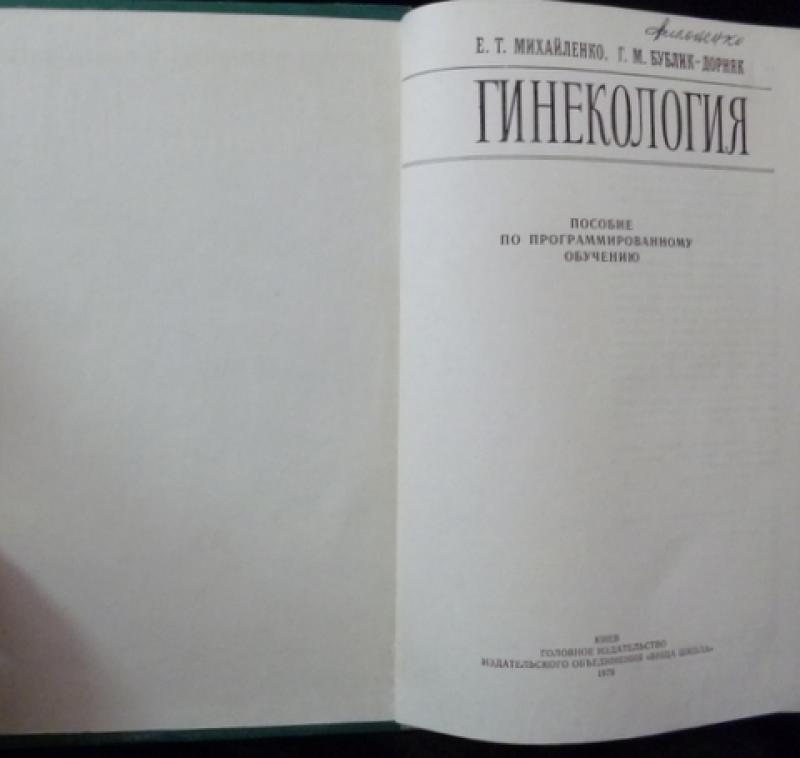 Е. Т. МИХАЙЛЕНКО, Г. М. БУБЛИК-ДОРНЯК
ГИНЕКОЛОГИЯ
ПОСОБИЕ
ПО ПРОГРАММИРОВАННОМУ
ОБУЧЕНИЮ
КИЕВ
ГОЛОВНОЕ ИЗДАТЕЛЬСТВО
ИЗДАТЕЛЬСКОГО ОБЪЕДИНЕНИЯ «ВИЩА ШКОЛА»